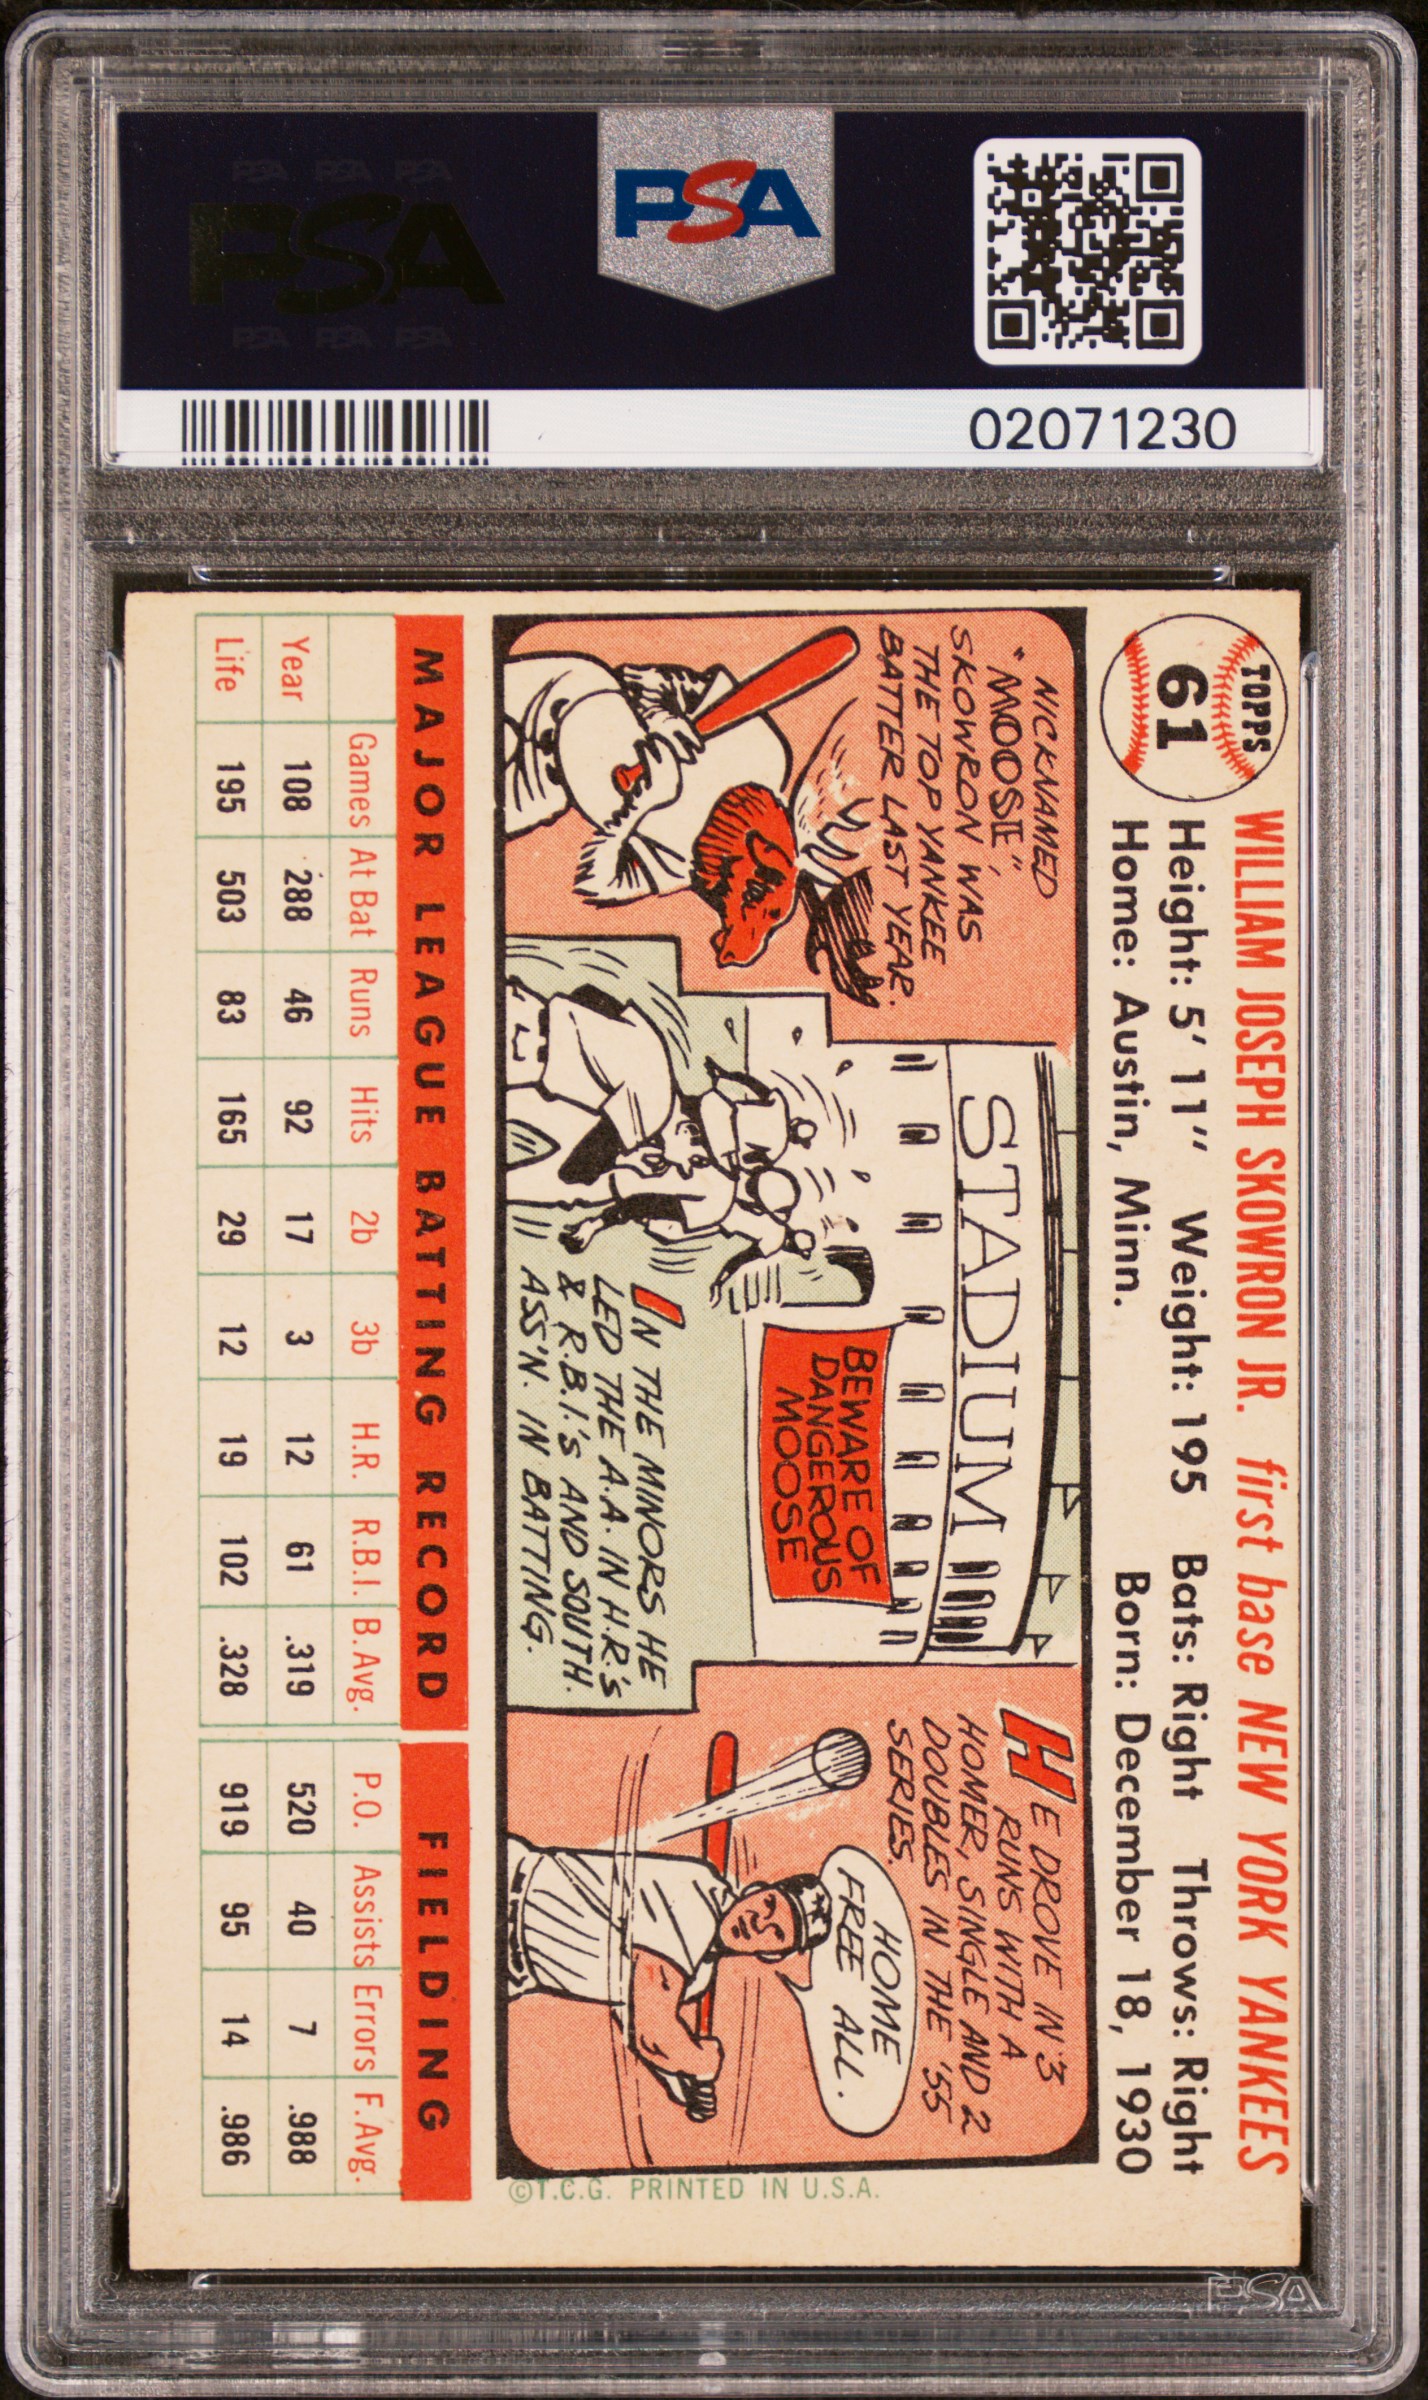 PSA PSA PSA
PSA
PSA PSA PSA
PSA
02071230
TOPPS
61
WILLIAM JOSEPH SKOWRON JR. first base NEW YORK YANKEES
Height: 5' 11" Weight: 195 Bats: Right Throws: Right
Home: Austin, Minn. Born: December 18, 1930
NICKNAMED
"MOOSE",
SKOWRON WAS
THE TOP YANKEE
BATTER LAST YEAR.
STADIUM
BEWARE OF
DANGEROUS
MOOSE
N
IN THE MINORS HE
LED THE A.A. IN H.R.'S
& R.B.I.'S AND SOUTH.
ASS'N. IN BATTING.
HE DROVE IN 3
RUNS WITH A
HOMER, SINGLE AND 2
DOUBLES IN THE '55
SERIES.
HOME
FREE ALL.
©T.C.G. PRINTED IN U.S.A.
MAJOR LEAGUE BATTING RECORD FIELDING
Games At Bat Runs Hits 2b 3b H.R. R.B.I. B.Avg. P.O. Assists Errors F.Avg.
Year 108 288 46 92 17 3 12 61 .319 520 40 7 .988
Life 195 503 83 165 29 12 19 102 .328 919 95 14 .986
PSA